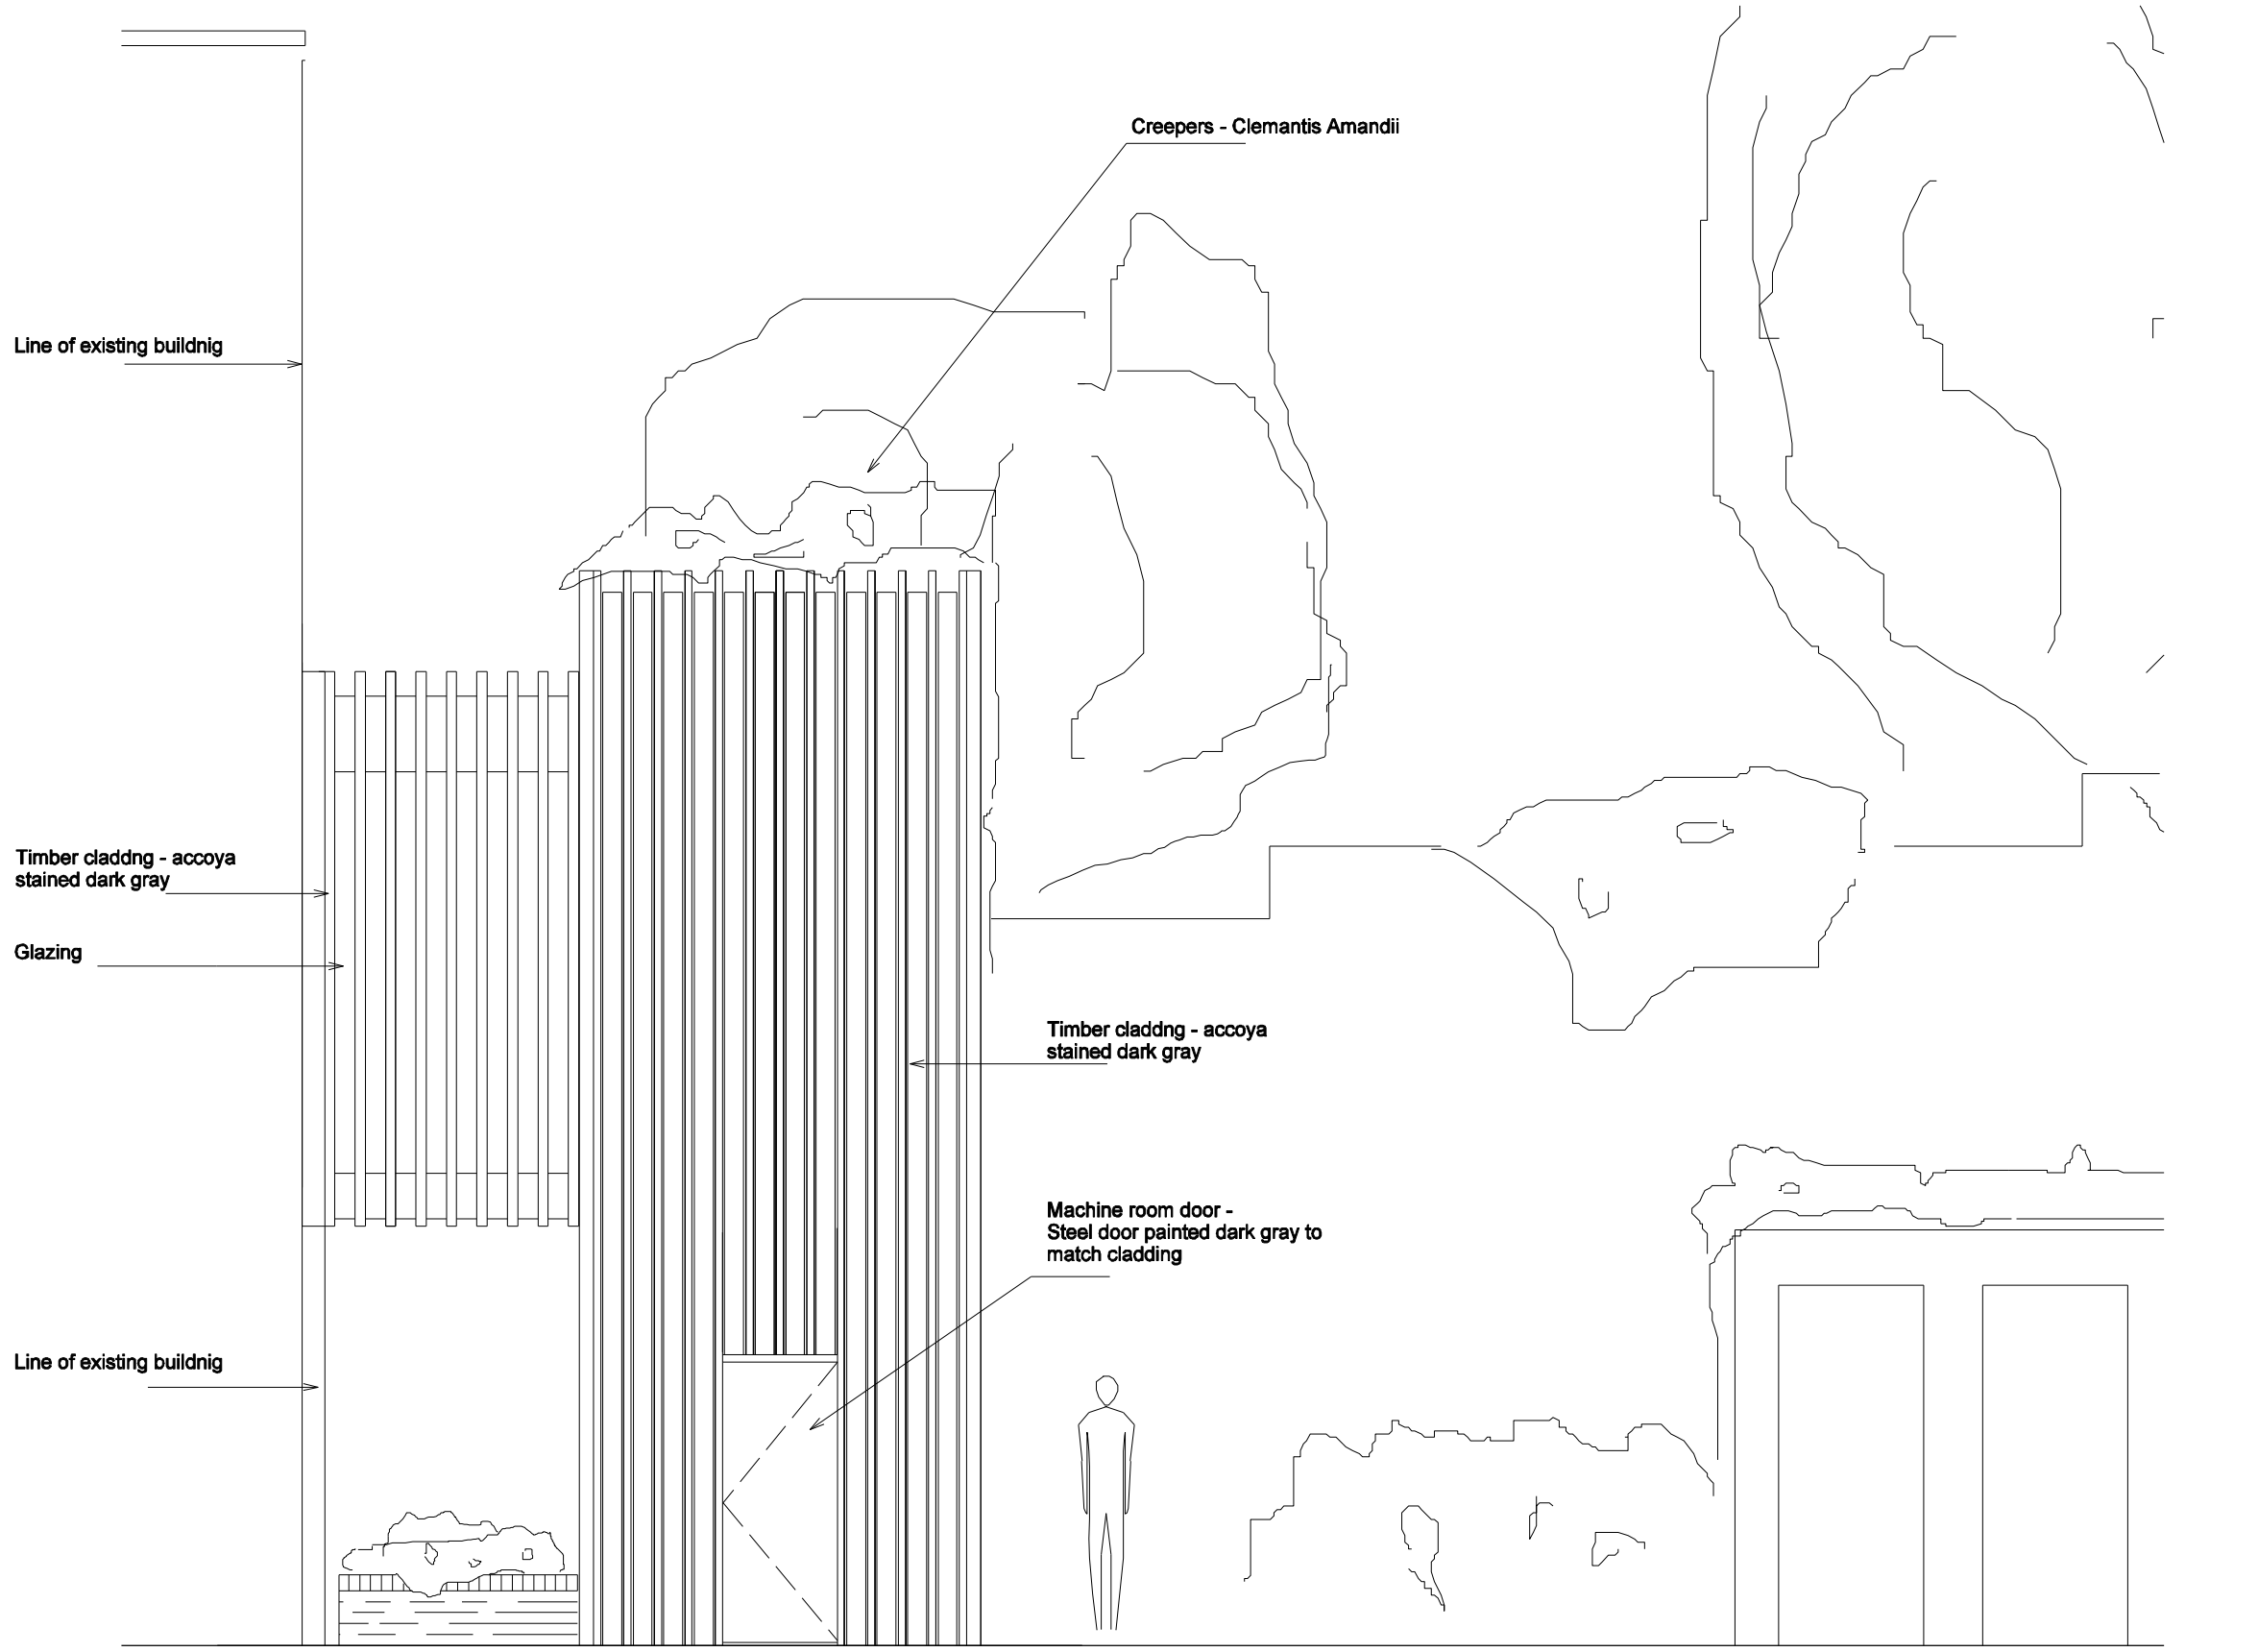 Creepers - Clemantis Amandii
Line of existing buildnig
Timber claddng - accoya
stained dark gray
Glazing
Timber claddng - accoya
stained dark gray
Machine room door -
Steel door painted dark gray to
match cladding
Line of existing buildnig